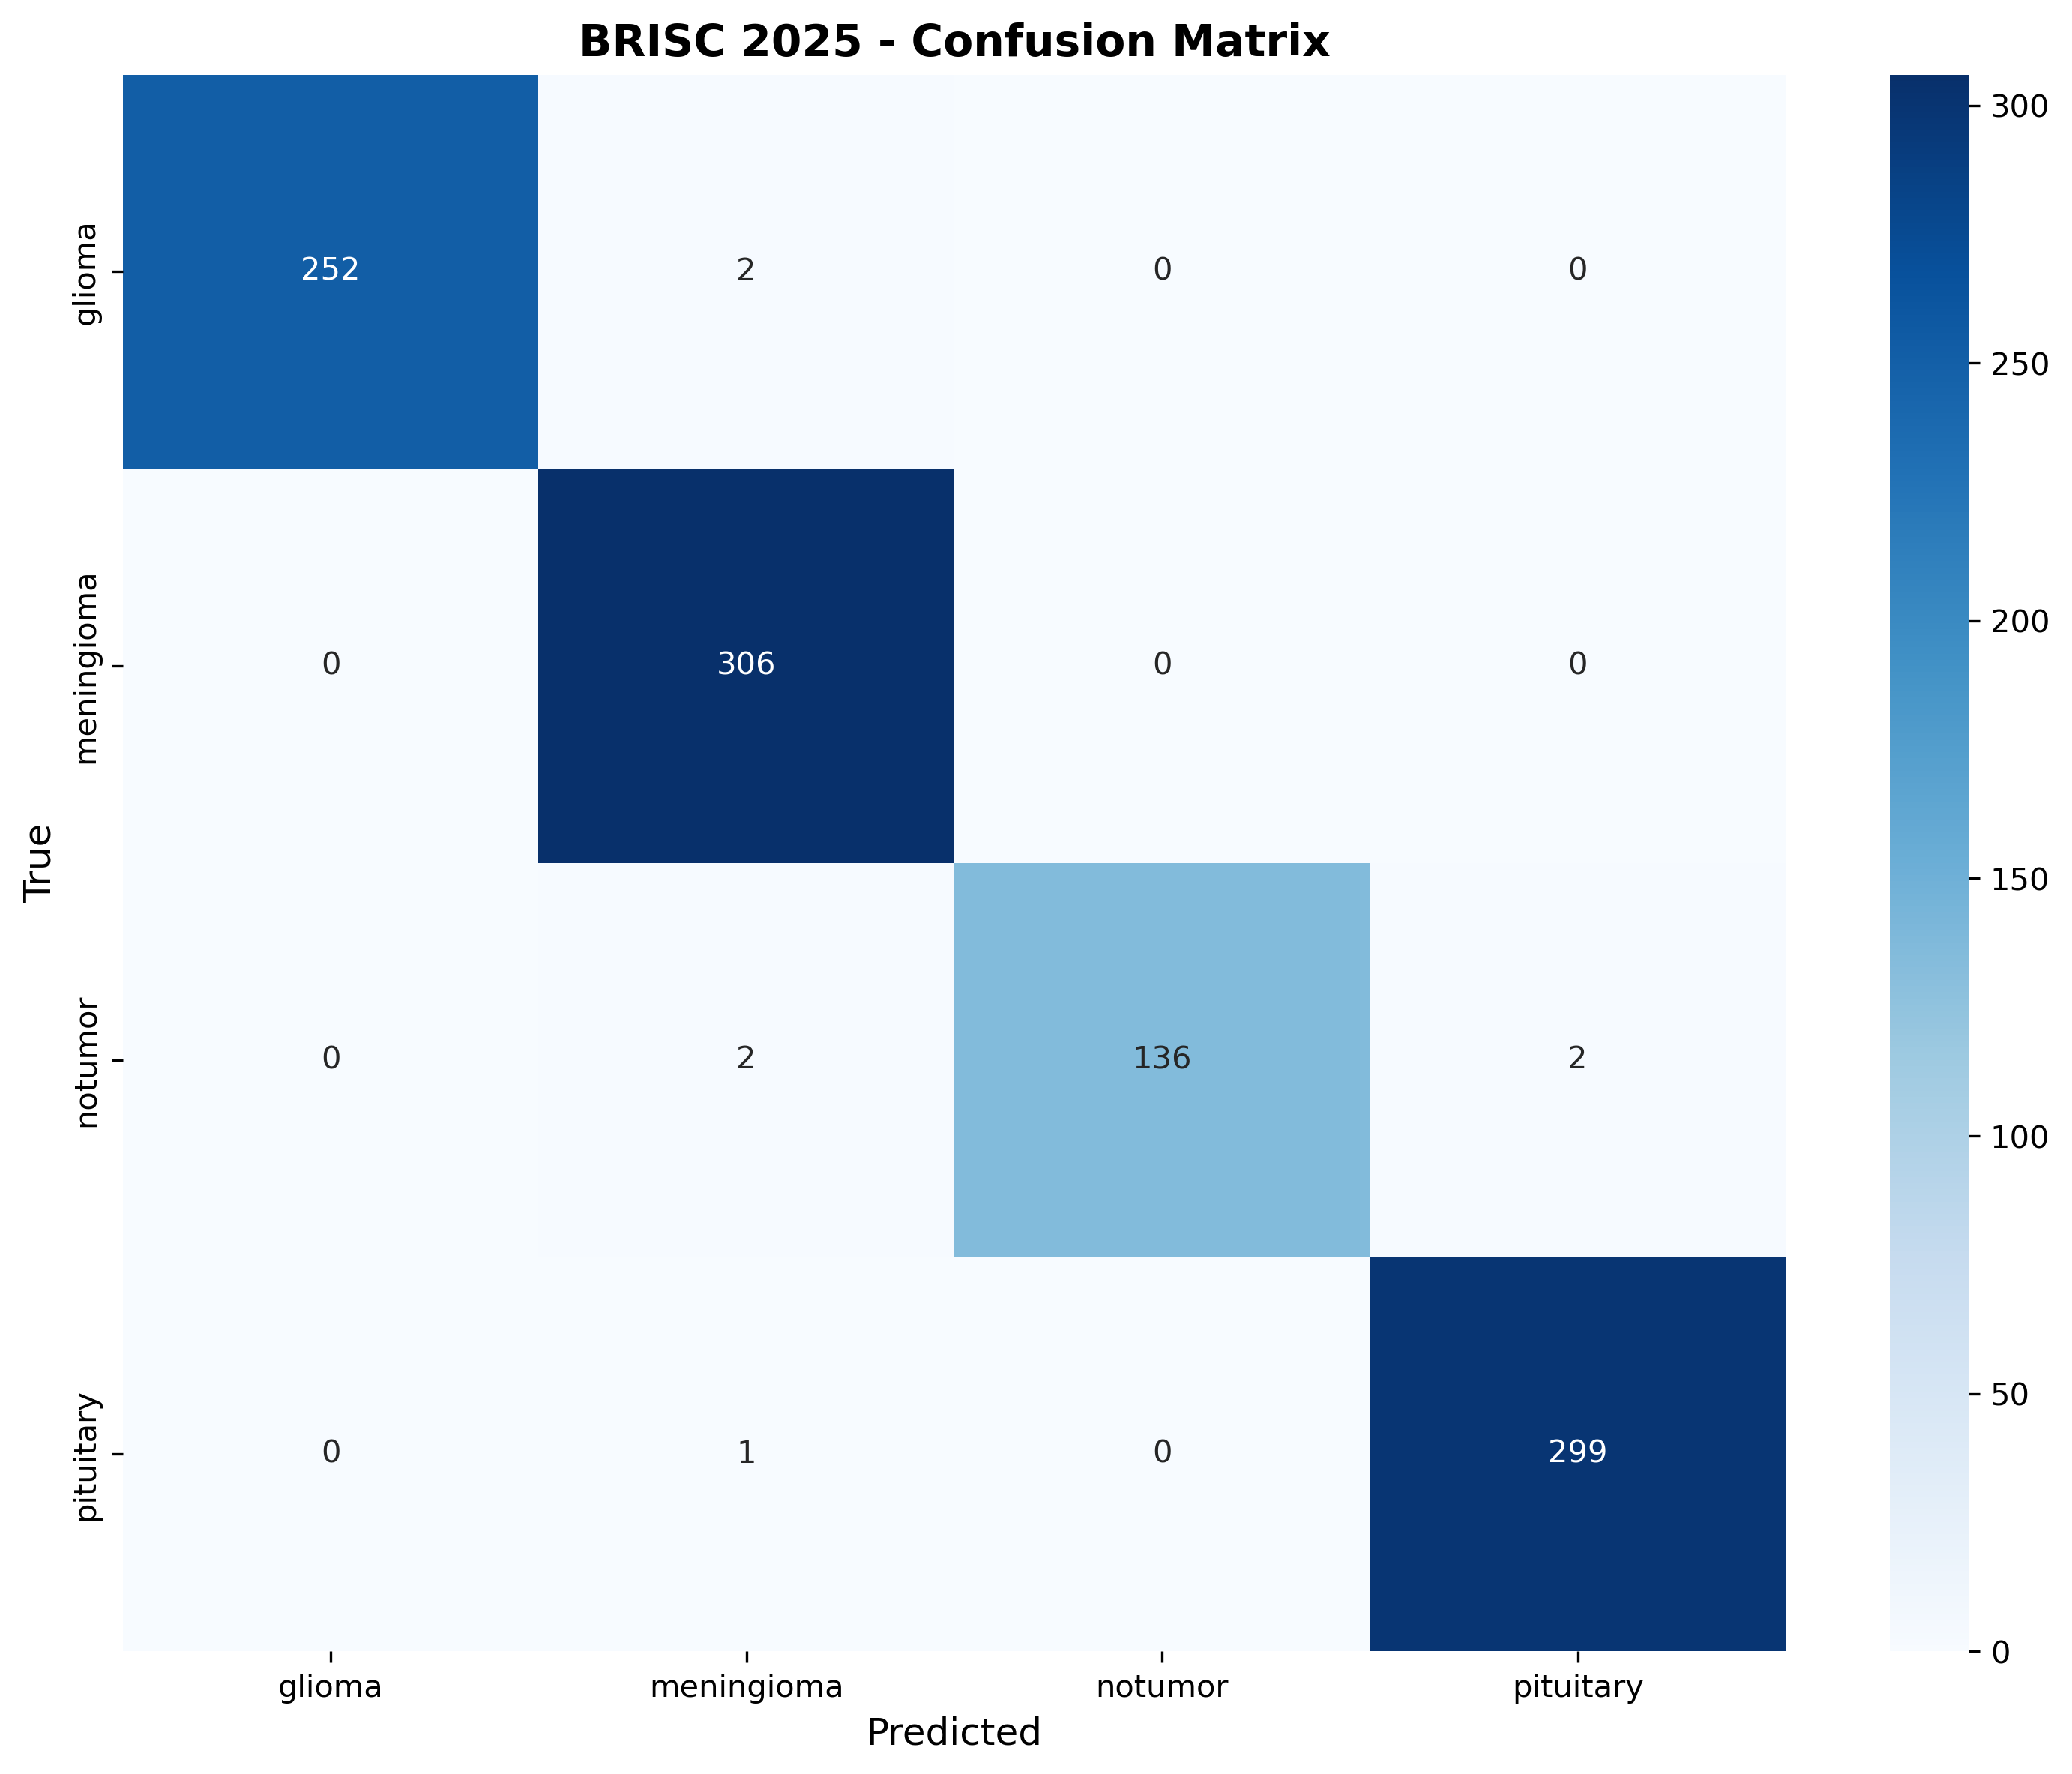 BRISC 2025 - Confusion Matrix
True
glioma 252 2 0 0
meningioma 0 306 0 0
notumor 0 2 136 2
pituitary 0 1 0 299
glioma meningioma notumor pituitary
Predicted
300
250
200
150
100
50
0